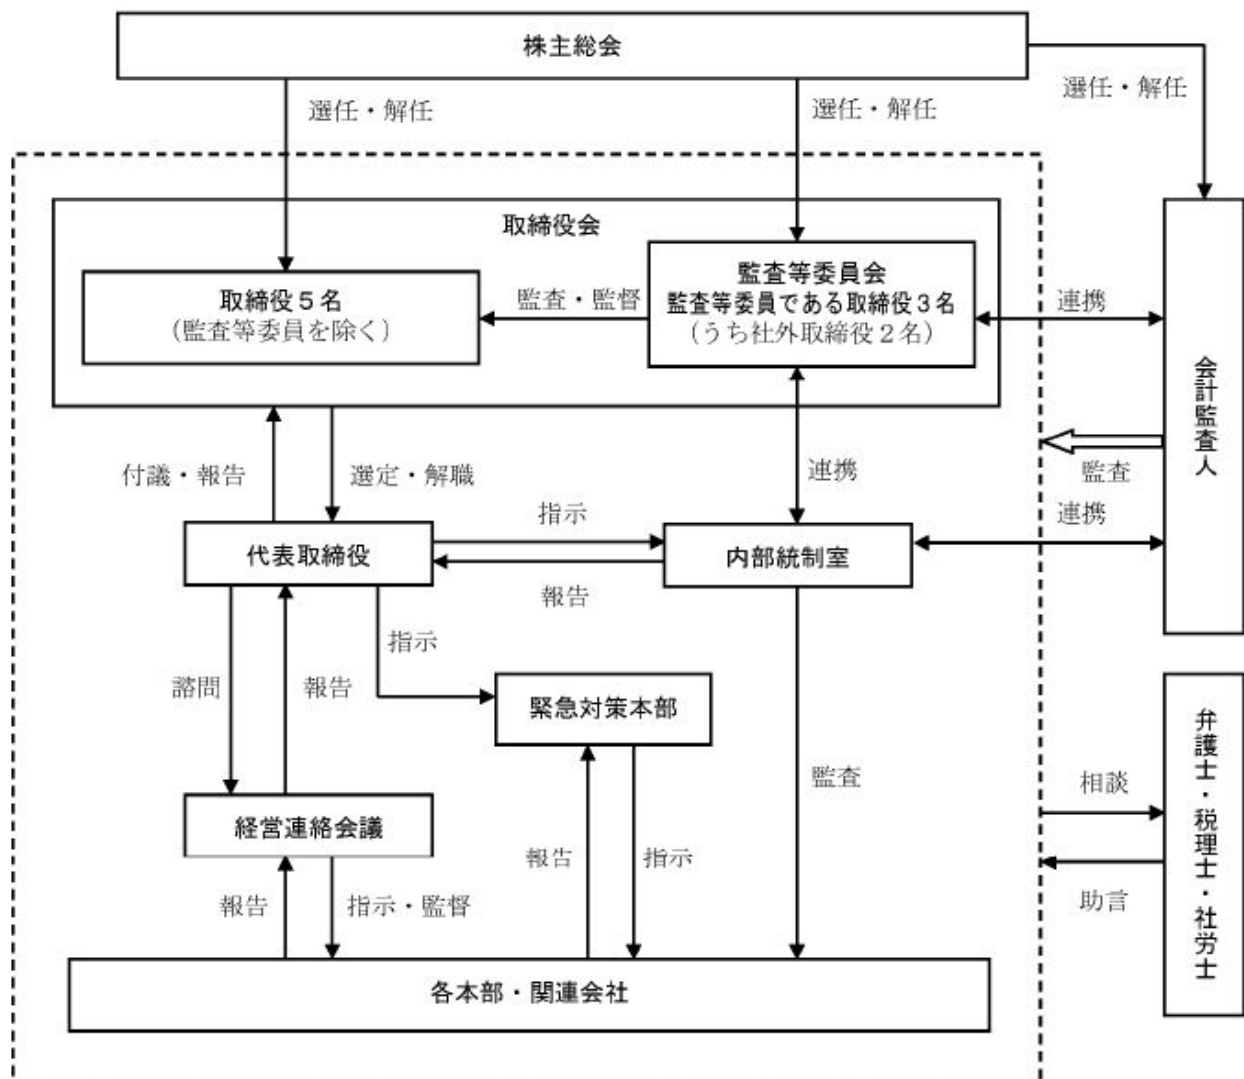 株主総会
選任・解任
選任・解任
選任・解任
取締役会
取締役５名
（監査等委員を除く）
監査・監督
監査等委員会
監査等委員である取締役３名
（うち社外取締役２名）
連携
会計監査人
監査
連携
付議・報告
選定・解職
連携
代表取締役
指示
報告
内部統制室
諮問
報告
指示
緊急対策本部
監査
経営連絡会議
報告
指示・監督
報告
指示
各本部・関連会社
相談
助言
弁護士・税理士・社労士